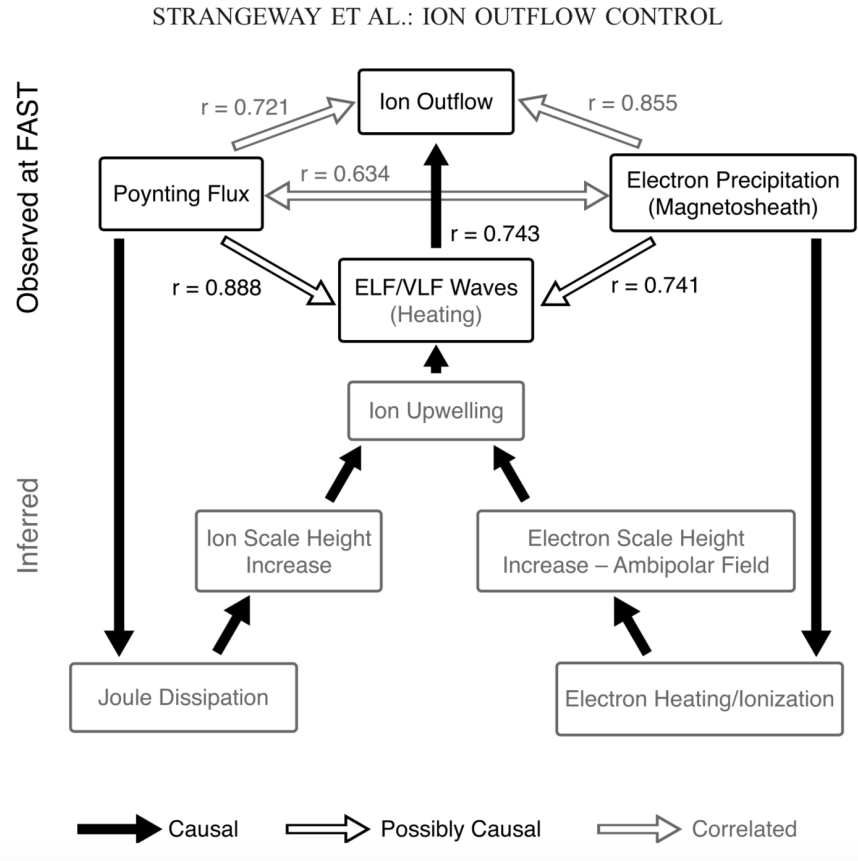 STRANGEWAY ET AL.: ION OUTFLOW CONTROL
Observed at FAST
Ion Outflow
r = 0.721
r = 0.855
Poynting Flux
r = 0.634
Electron Precipitation
(Magnetosheath)
r = 0.743
r = 0.888
ELF/VLF Waves
(Heating)
r = 0.741
Ion Upwelling
Inferred
Ion Scale Height
Increase
Electron Scale Height
Increase – Ambipolar Field
Joule Dissipation
Electron Heating/Ionization
Causal
Possibly Causal
Correlated